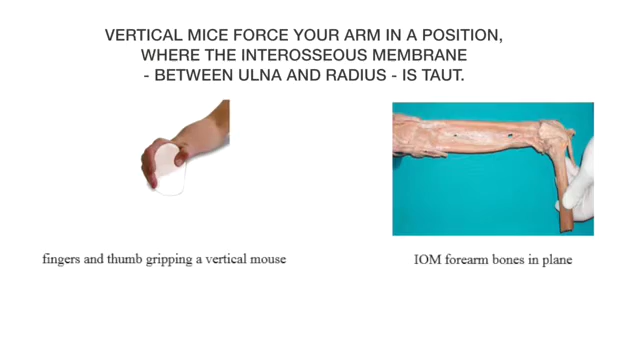 VERTICAL MICE FORCE YOUR ARM IN A POSITION,
WHERE THE INTEROSSEOUS MEMBRANE
- BETWEEN ULNA AND RADIUS - IS TAUT.
fingers and thumb gripping a vertical mouse
IOM forearm bones in plane